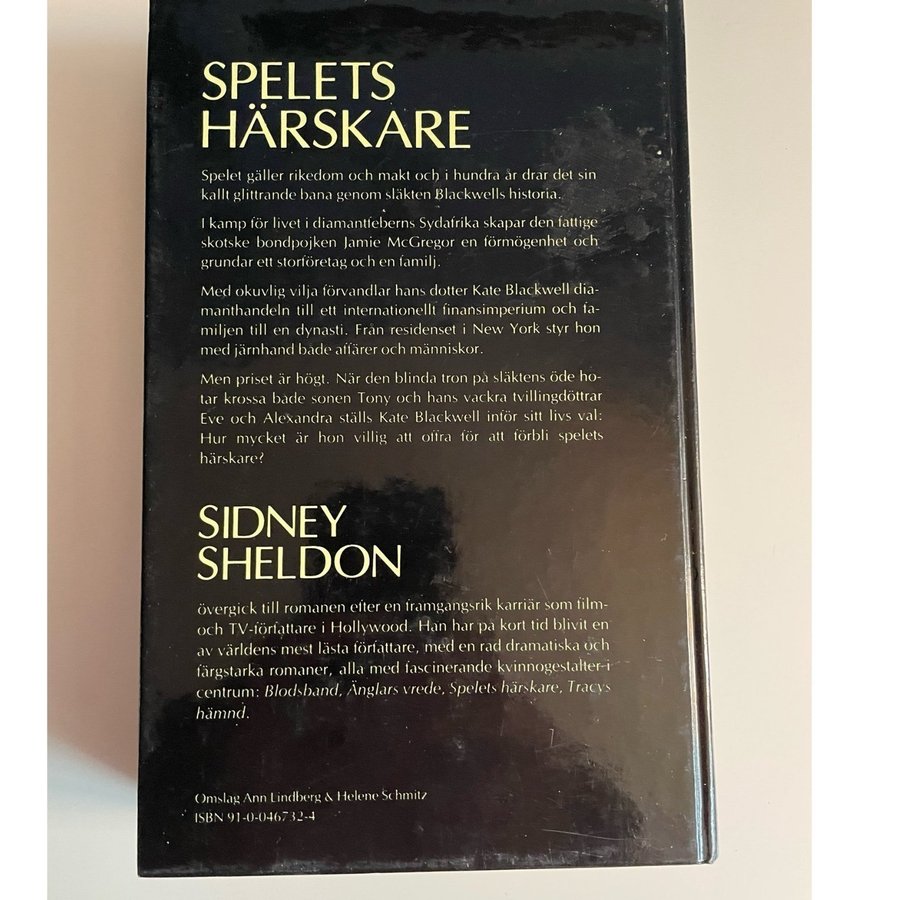 SPELETS
HÄRSKARE
Spelet gäller rikedom och makt och i hundra år drar det sin
kallt glittrande bana genom släkten Blackwells historia.
I kamp för livet i diamantfeberns Sydafrika skapar den fattige
skotske bondpojken Jamie McGregor en förmögenhet och
grundar ett storföretag och en familj.
Med okuvlig vilja förvandlar hans dotter Kate Blackwell dia-
manthandeln till ett internationellt finansimperium och fa-
miljen till en dynasti. Från residenset i New York styr hon
med järnhand både affärer och människor.
Men priset är högt. När den blinda tron på släktens öde ho-
tar krossa både sonen Tony och hans vackra tvillingdöttrar
Eve och Alexandra ställs Kate Blackwell inför sitt livs val:
Hur mycket är hon villig att offra för att förbli spelets
härskare?
SIDNEY
SHELDON
övergick till romanen efter en framgångsrik karriär som film-
och TV-författare i Hollywood. Han har på kort tid blivit en
av världens mest lästa författare, med en rad dramatiska och
färgstarka romaner, alla med fascinerande kvinnogestalter i
centrum: Blodsband, Änglars vrede, Spelets härskare, Tracys
hämnd.
Omslag Ann Lindberg & Helene Schmitz
ISBN 91-0-046732-4